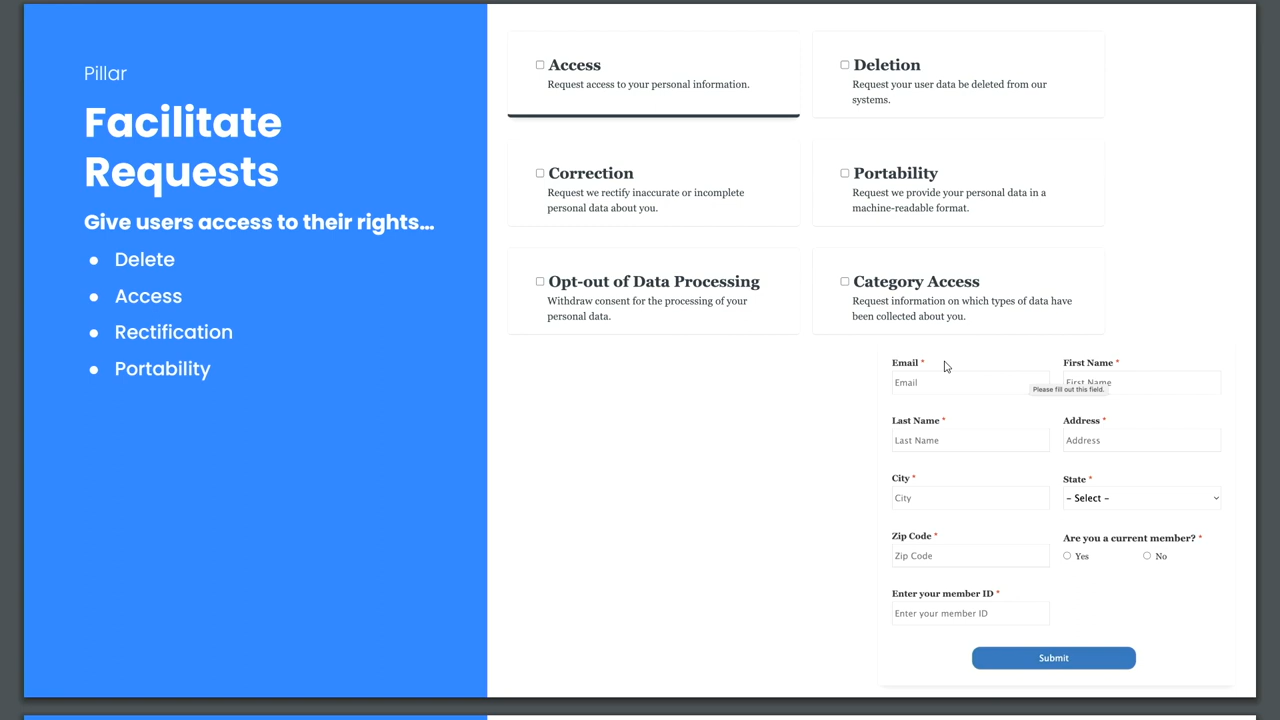 Pillar
Facilitate
Requests
Give users access to their rights...
● Delete
● Access
● Rectification
● Portability
Access
Request access to your personal information.
Deletion
Request your user data be deleted from our
systems.
Correction
Request we rectify inaccurate or incomplete
personal data about you.
Portability
Request we provide your personal data in a
machine-readable format.
Opt-out of Data Processing
Withdraw consent for the processing of your
personal data.
Category Access
Request information on which types of data have
been collected about you.
Email *
Email
First Name *
First Name
Please fill out this field.
Last Name *
Last Name
Address *
Address
City *
City
State *
– Select –
Zip Code *
Zip Code
Are you a current member? *
Yes
No
Enter your member ID *
Enter your member ID
Submit